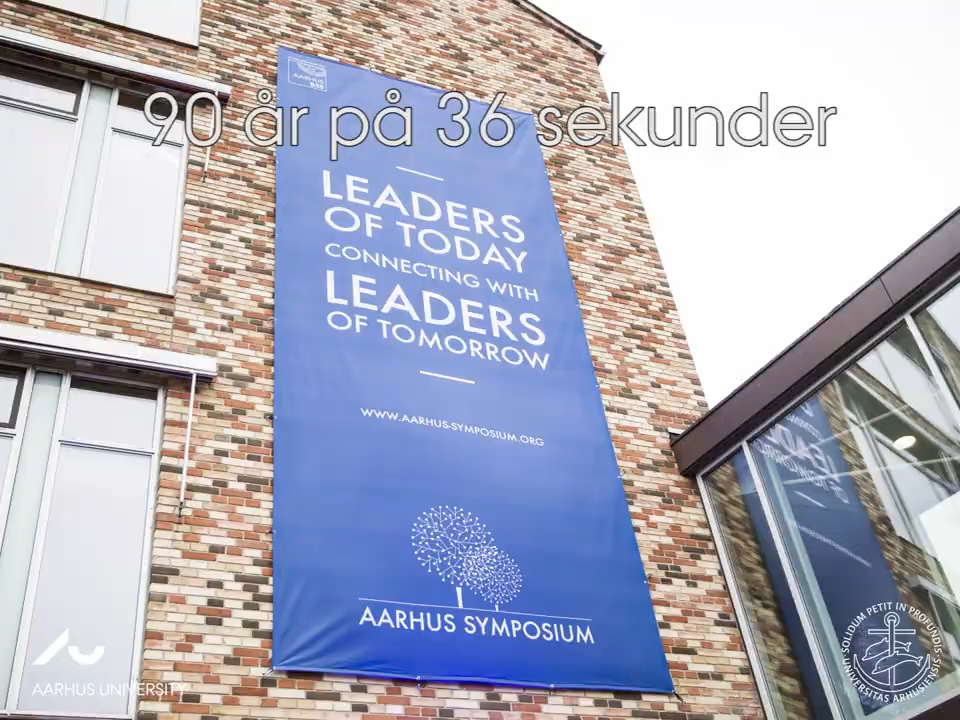 AARHUS
BSS
90 år på 36 sekunder
LEADERS
OF TODAY
CONNECTING WITH
LEADERS
OF TOMORROW
WWW.AARHUS-SYMPOSIUM.ORG
AARHUS SYMPOSIUM
AARHUS UNIVERSITY
SOLIDUM PETIT IN PROFUNDIS
UNIVERSITAS ARHUSIENSIS